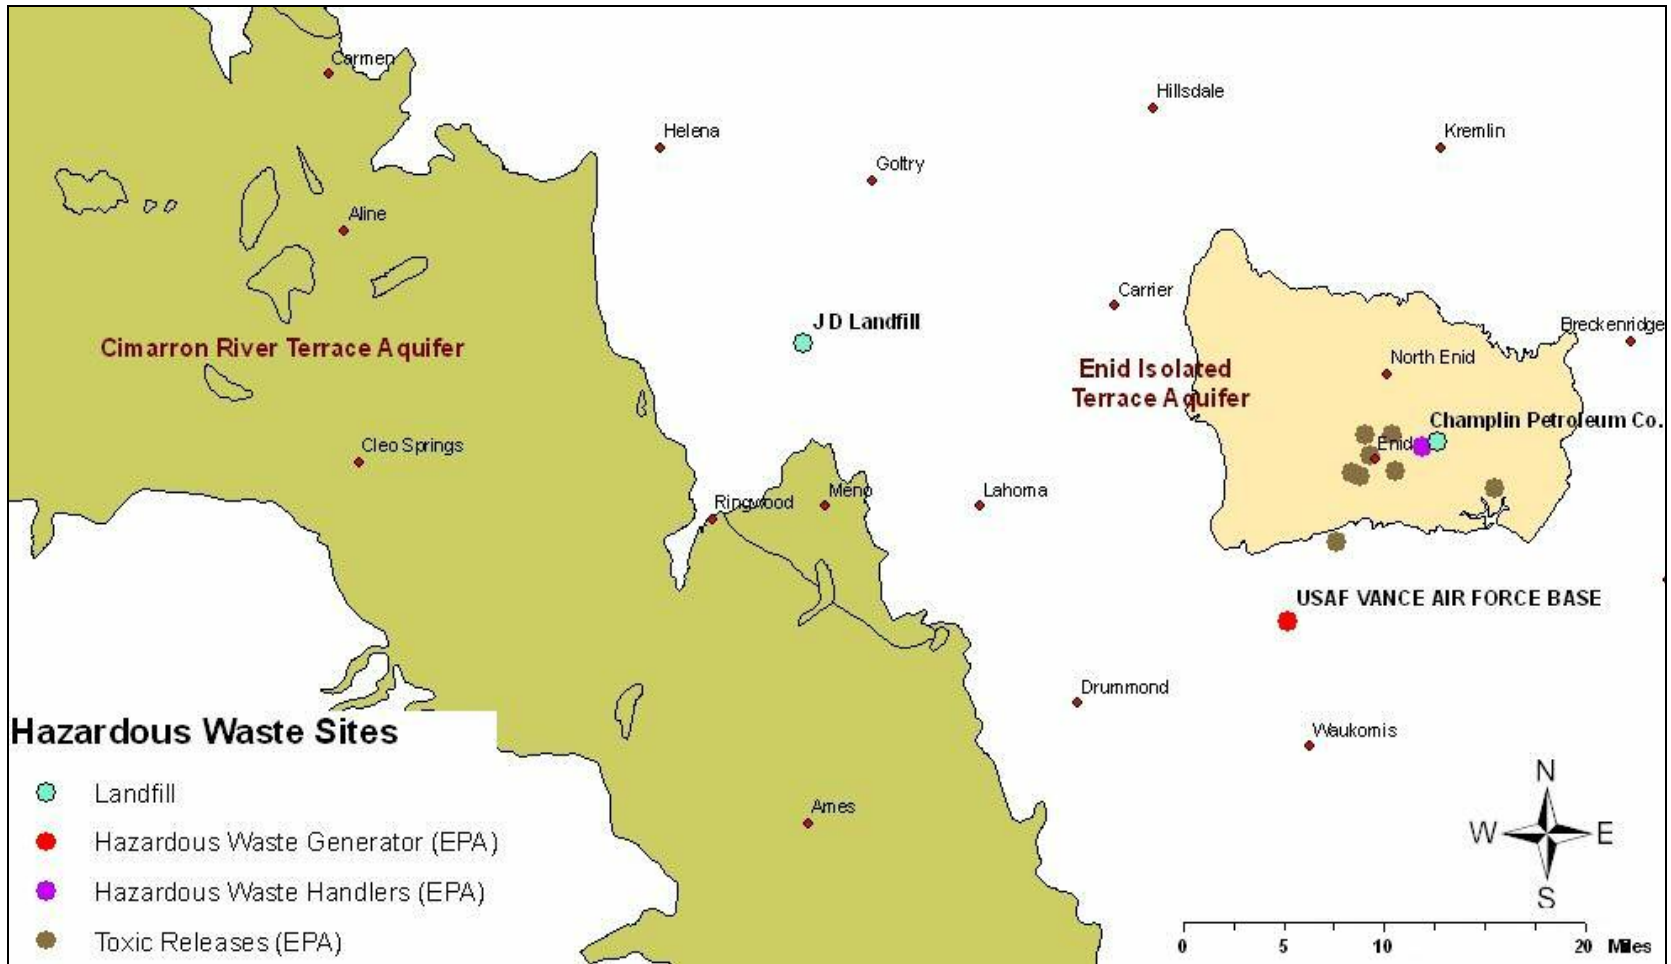 Carmen
Hillsdale
Helena
Kremlin
Goltry
Aline
Carrier
J D Landfill
Breckenridge
Cimarron River Terrace Aquifer
North Enid
Enid Isolated
Terrace Aquifer
Champlin Petroleum Co.
Enid
Cleo Springs
Ringwood
Meno
Lahoma
USAF VANCE AIR FORCE BASE
Drummond
Waukomis
Ames
Hazardous Waste Sites
Landfill
Hazardous Waste Generator (EPA)
Hazardous Waste Handlers (EPA)
Toxic Releases (EPA)
N
W
E
S
0 5 10 20 Miles